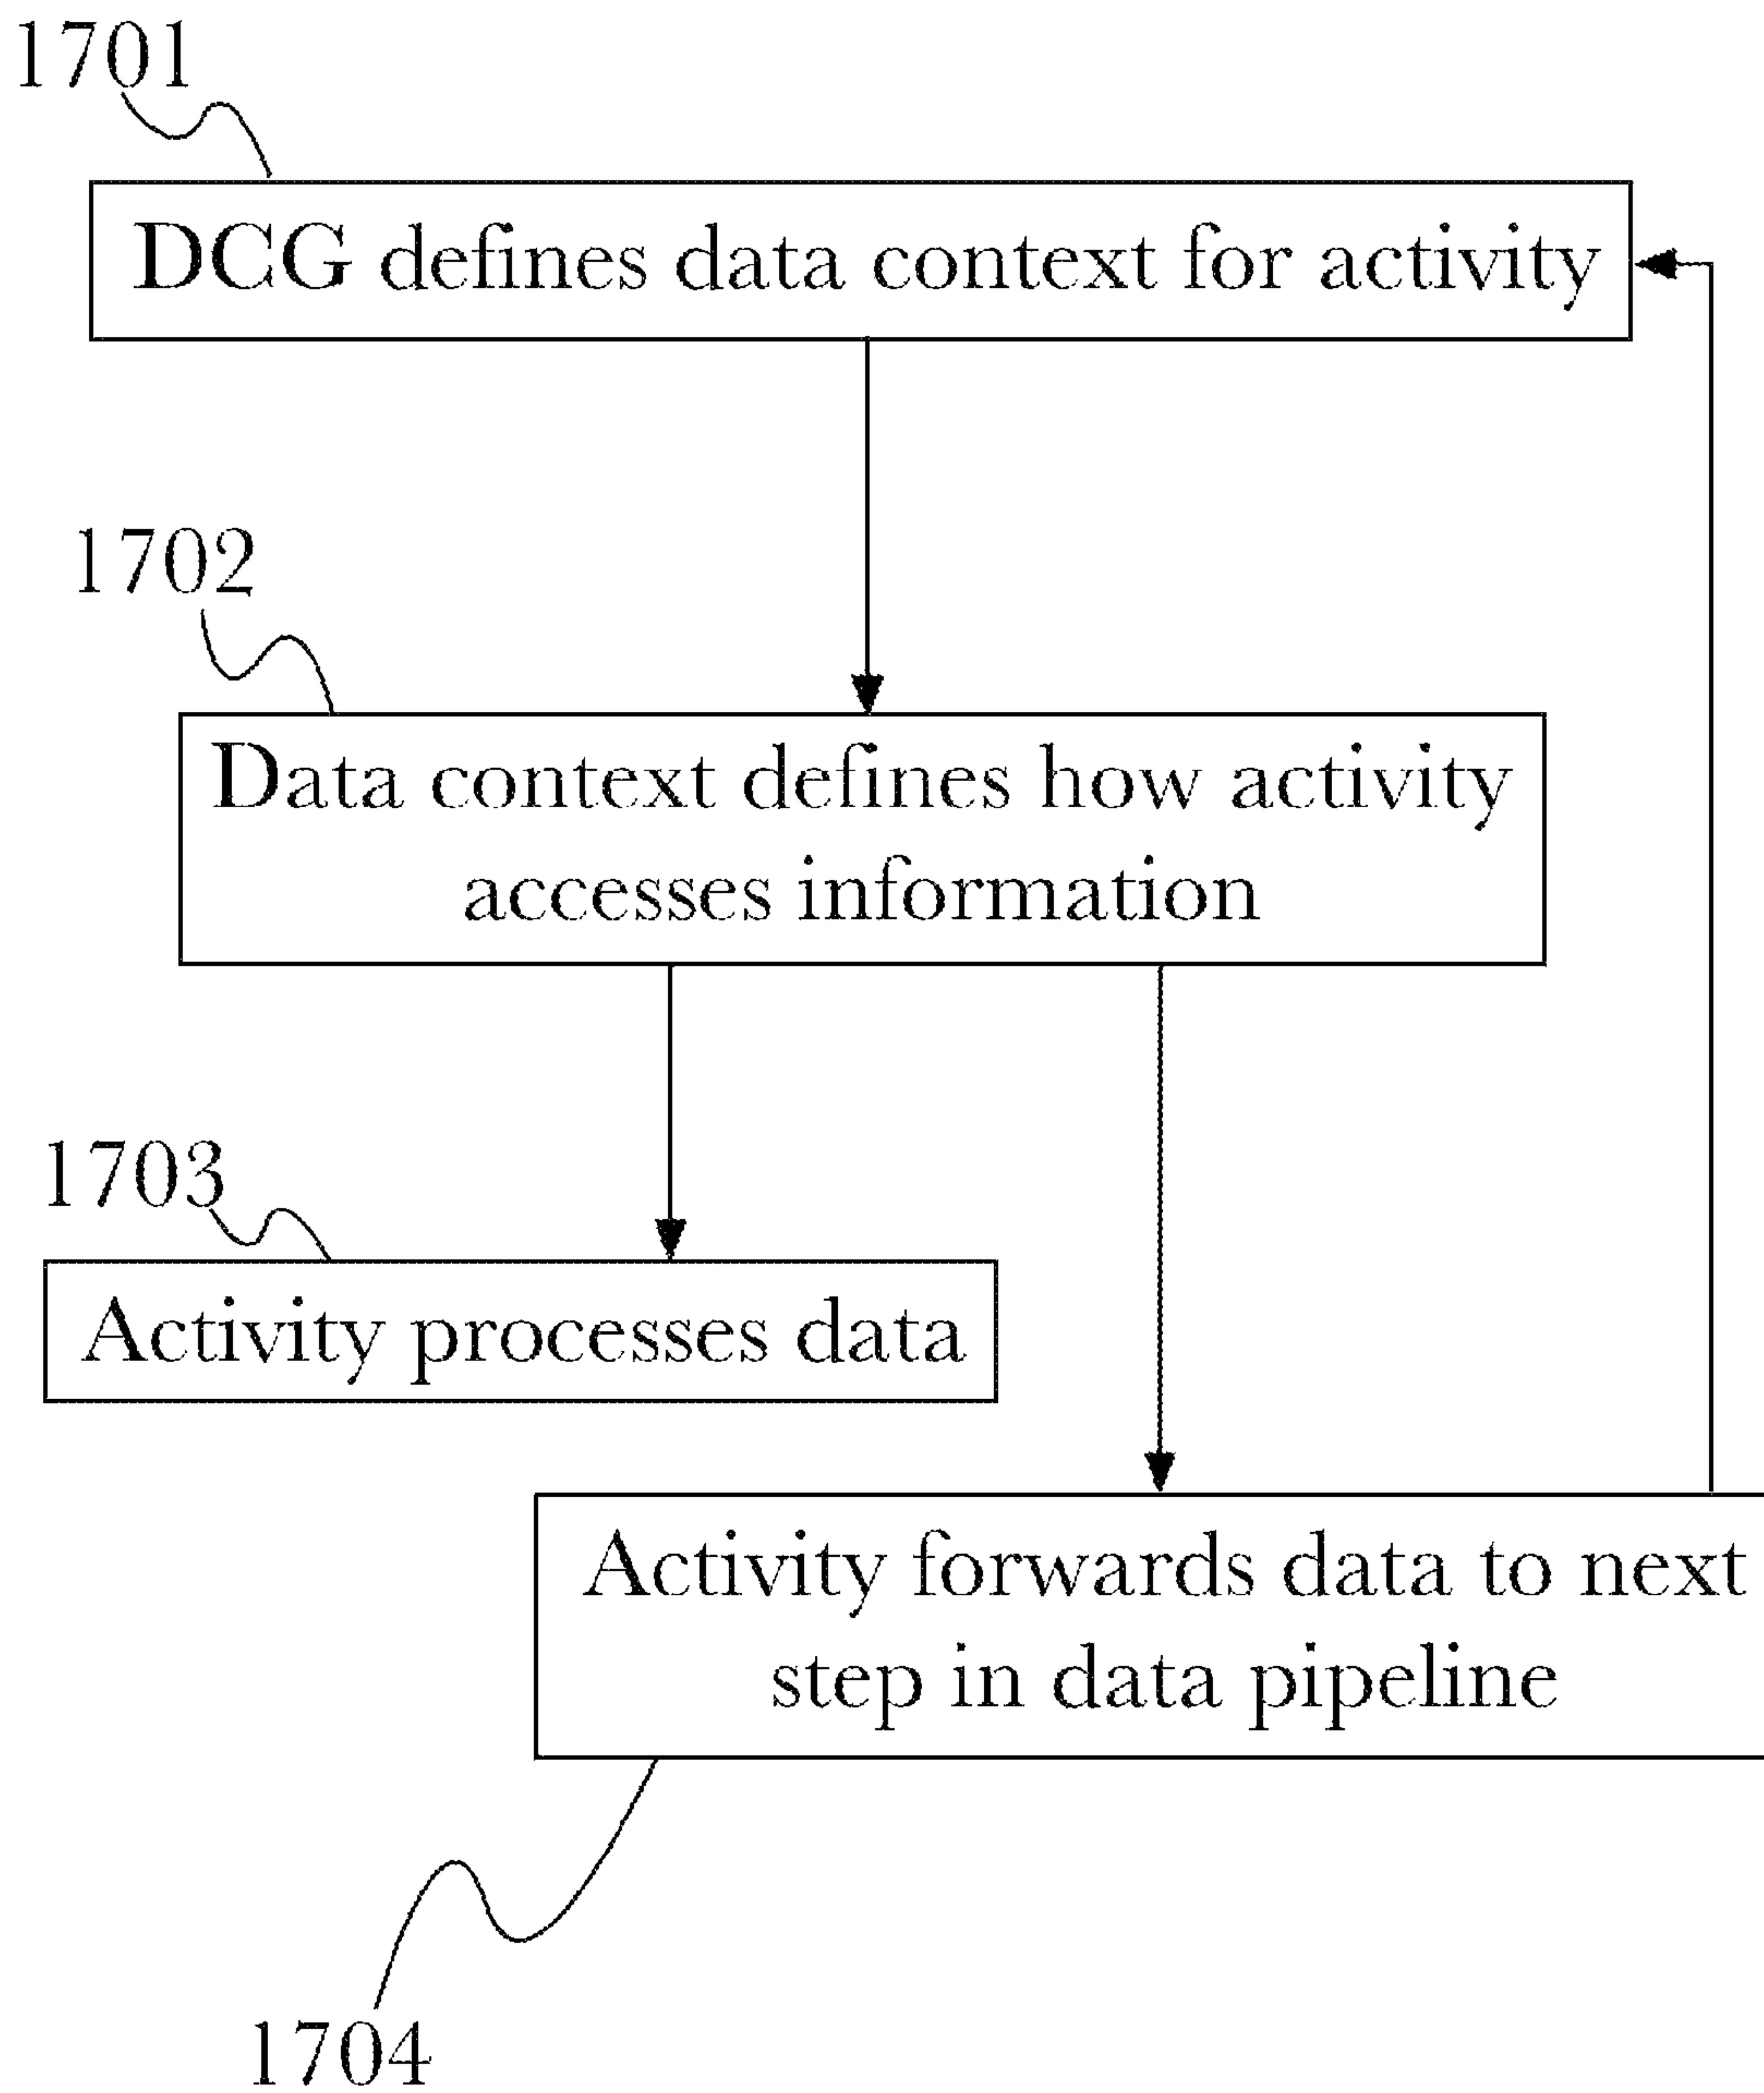 1701
DCG defines data context for activity
1702
Data context defines how activity
accesses information
1703
Activity processes data
Activity forwards data to next
step in data pipeline
1704